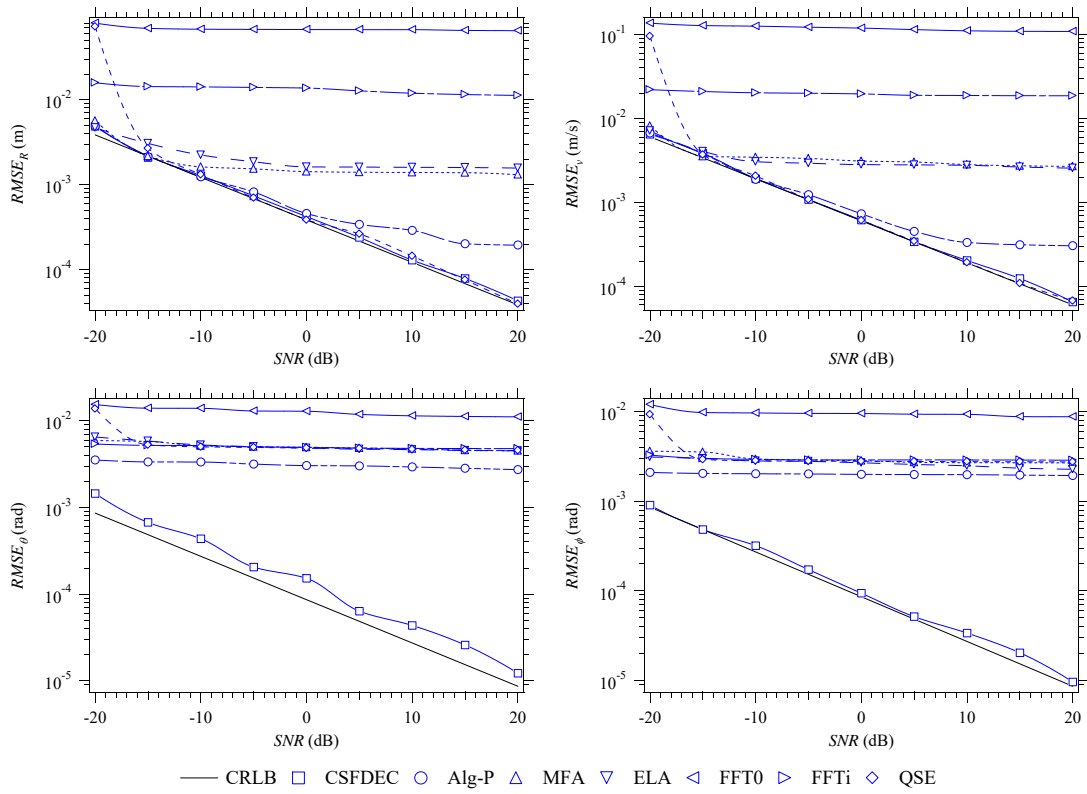 10⁻²
10⁻³
10⁻⁴
RMSE_R (m)
-20 -10 0 10 20
SNR (dB)
10⁻¹
10⁻²
10⁻³
10⁻⁴
RMSE_v (m/s)
-20 -10 0 10 20
SNR (dB)
10⁻²
10⁻³
10⁻⁴
10⁻⁵
RMSE_θ (rad)
-20 -10 0 10 20
SNR (dB)
10⁻²
10⁻³
10⁻⁴
10⁻⁵
RMSE_ϕ (rad)
-20 -10 0 10 20
SNR (dB)
CRLB CSFDEC Alg-P MFA ELA FFT0 FFTi QSE